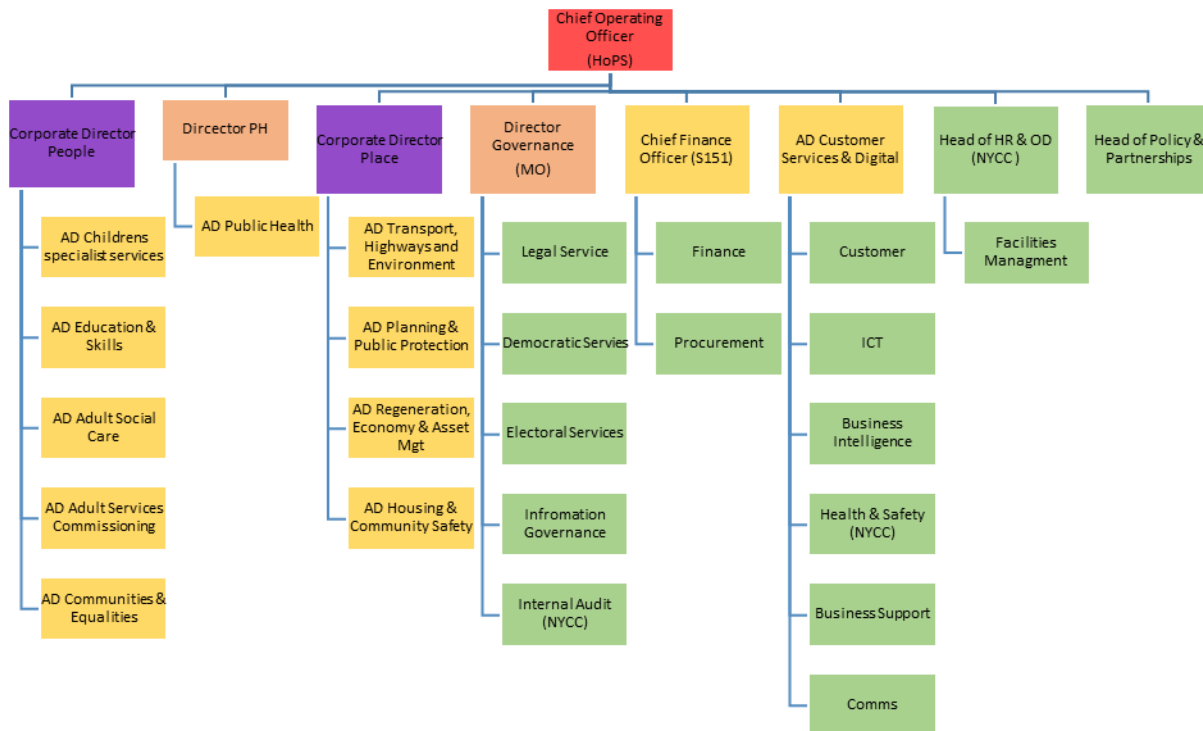 Chief Operating
Officer
(HoPS)
Corporate Director
People
Dircector PH
Corporate Director
Place
Director
Governance
(MO)
Chief Finance
Officer (S151)
AD Customer
Services & Digital
Head of HR & OD
(NYCC )
Head of Policy &
Partnerships
AD Childrens
specialist services
AD Education &
Skills
AD Adult Social
Care
AD Adult Services
Commissioning
AD Communities &
Equalities
AD Public Health
AD Transport,
Highways and
Environment
AD Planning &
Public Protection
AD Regeneration,
Economy & Asset
Mgt
AD Housing &
Community Safety
Legal Service
Democratic Servies
Electoral Services
Infromation
Governance
Internal Audit
(NYCC)
Finance
Procurement
Customer
ICT
Business
Intelligence
Health & Safety
(NYCC)
Business Support
Comms
Facilities
Managment